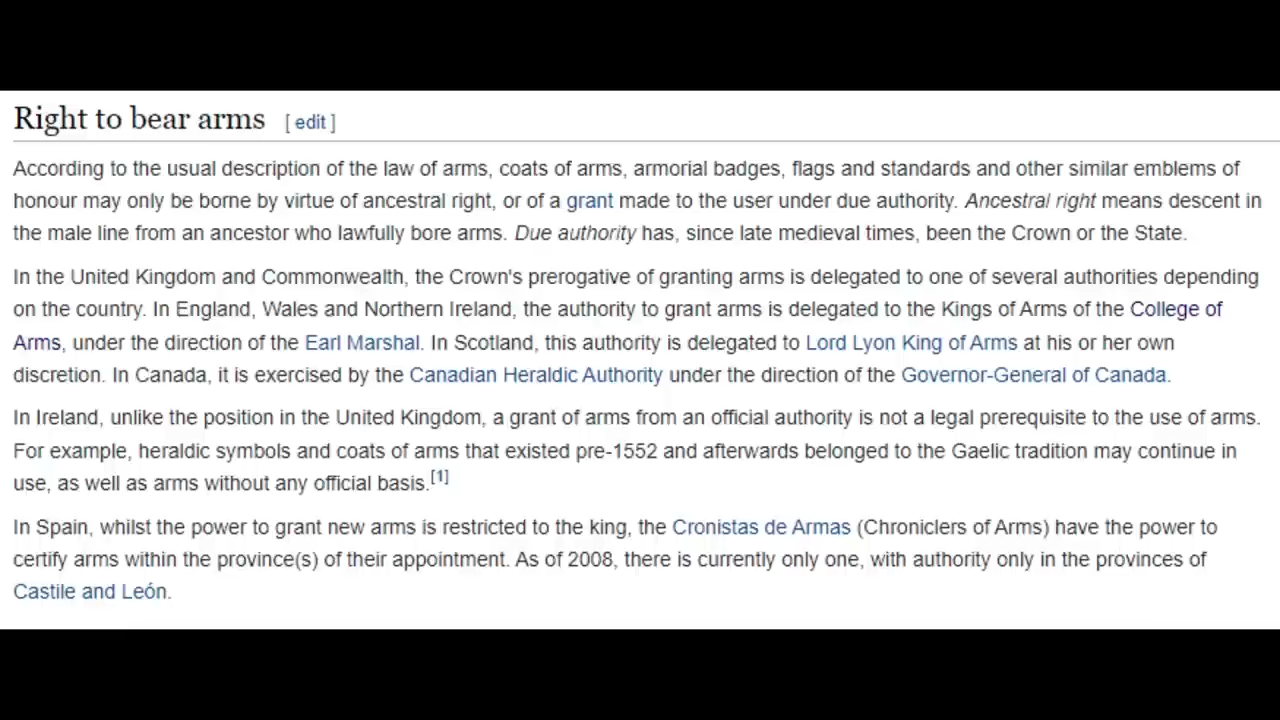 Right to bear arms [ edit ]
According to the usual description of the law of arms, coats of arms, armorial badges, flags and standards and other similar emblems of
honour may only be borne by virtue of ancestral right, or of a grant made to the user under due authority. Ancestral right means descent in
the male line from an ancestor who lawfully bore arms. Due authority has, since late medieval times, been the Crown or the State.
In the United Kingdom and Commonwealth, the Crown's prerogative of granting arms is delegated to one of several authorities depending
on the country. In England, Wales and Northern Ireland, the authority to grant arms is delegated to the Kings of Arms of the College of
Arms, under the direction of the Earl Marshal. In Scotland, this authority is delegated to Lord Lyon King of Arms at his or her own
discretion. In Canada, it is exercised by the Canadian Heraldic Authority under the direction of the Governor-General of Canada.
In Ireland, unlike the position in the United Kingdom, a grant of arms from an official authority is not a legal prerequisite to the use of arms.
For example, heraldic symbols and coats of arms that existed pre-1552 and afterwards belonged to the Gaelic tradition may continue in
use, as well as arms without any official basis.[1]
In Spain, whilst the power to grant new arms is restricted to the king, the Cronistas de Armas (Chroniclers of Arms) have the power to
certify arms within the province(s) of their appointment. As of 2008, there is currently only one, with authority only in the provinces of
Castile and León.